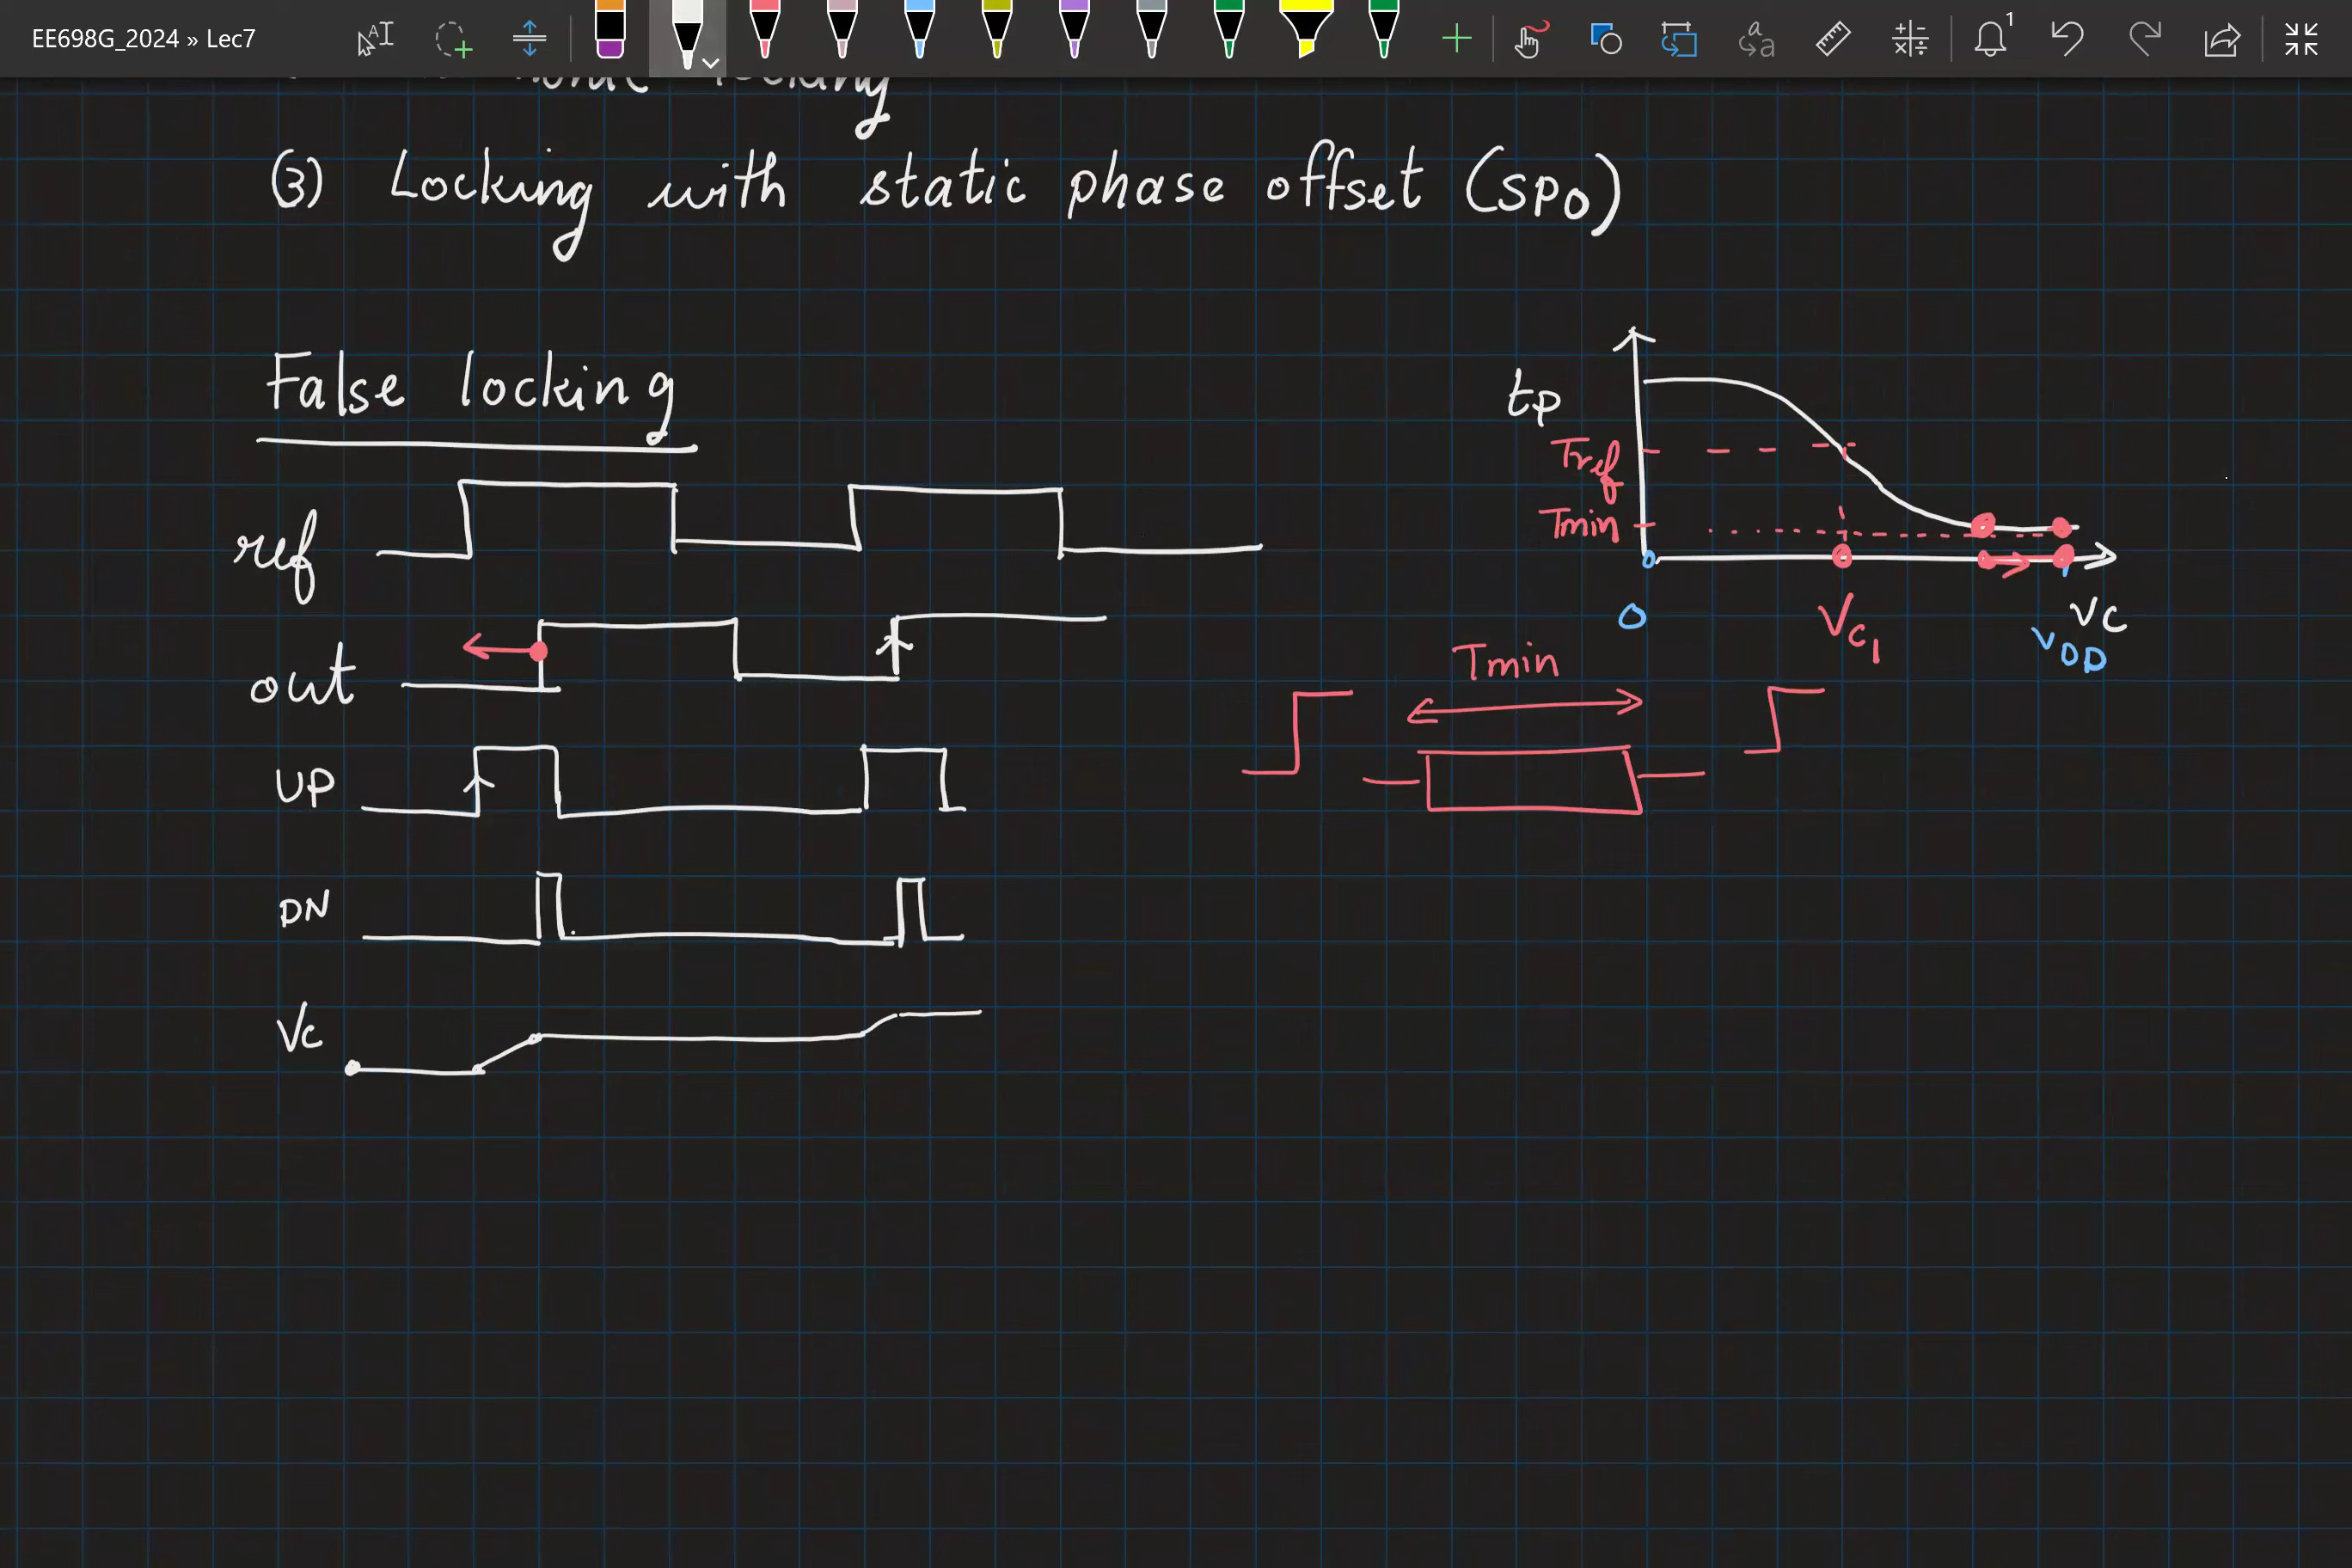 EE698G_2024 » Lec7
(3) Locking with static phase offset (SPO)
False locking
ref
out
UP
DN
Vc
tp
Tref
Tmin
0
Vc1
Vc
VDD
Tmin